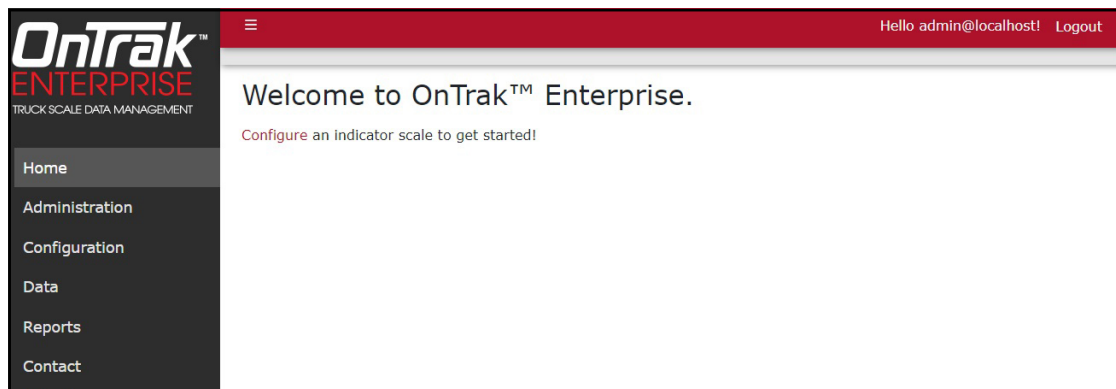 OnTrak™
ENTERPRISE
TRUCK SCALE DATA MANAGEMENT
Home
Administration
Configuration
Data
Reports
Contact
Hello admin@localhost! Logout
Welcome to OnTrak™ Enterprise.
Configure an indicator scale to get started!